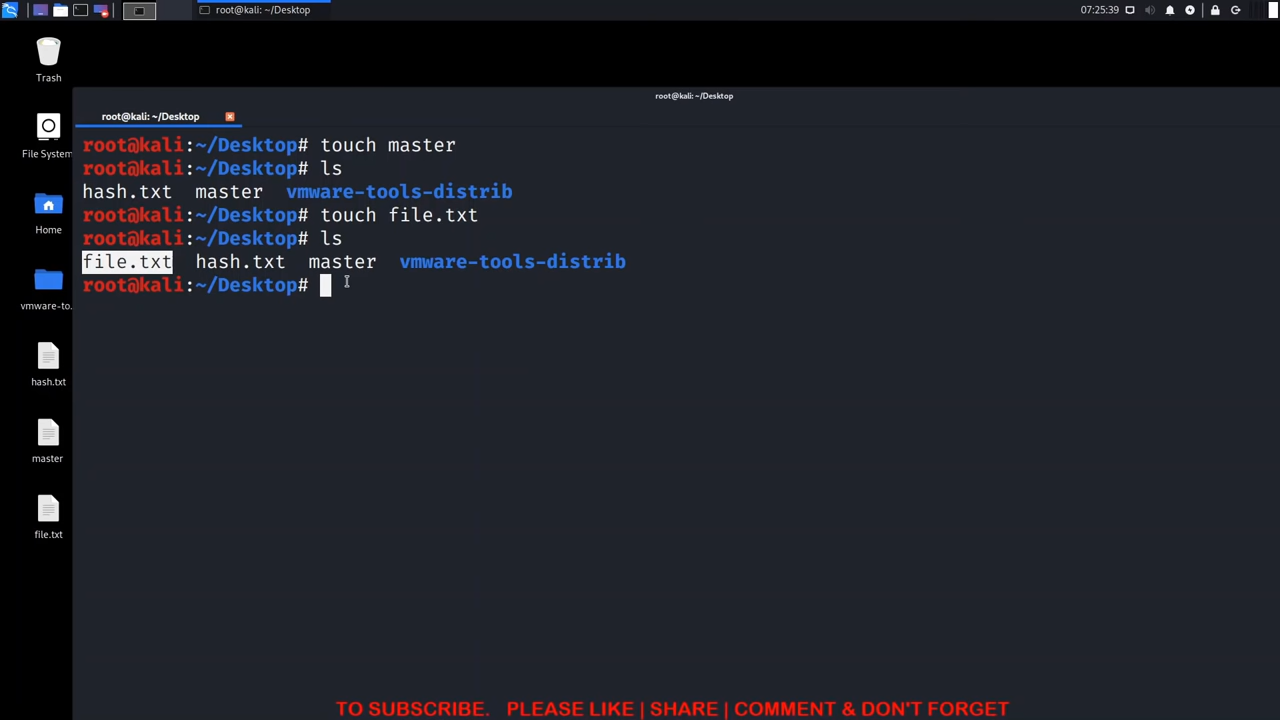 root@kali: ~/Desktop
07:25:39
Trash
root@kali: ~/Desktop
root@kali: ~/Desktop
root@kali:~/Desktop# touch master
File System
root@kali:~/Desktop# ls
hash.txt master vmware-tools-distrib
root@kali:~/Desktop# touch file.txt
Home
root@kali:~/Desktop# ls
file.txt hash.txt master vmware-tools-distrib
root@kali:~/Desktop#
vmware-to.
hash.txt
master
file.txt
TO SUBSCRIBE. PLEASE LIKE | SHARE | COMMENT & DON'T FORGET